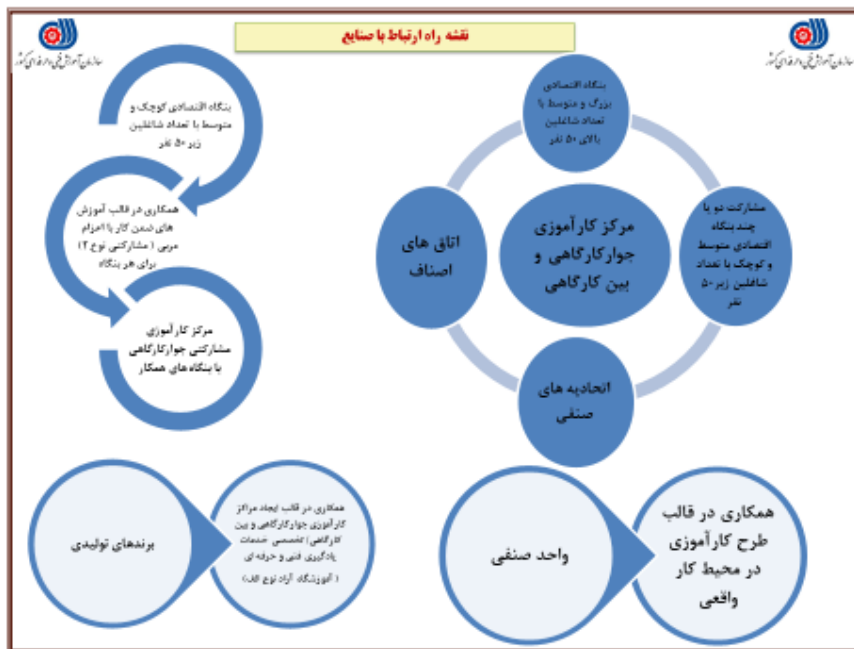 نقشه راه ارتباط با صنایع
سازمان آموزش فنی و حرفه‌ای کشور
سازمان آموزش فنی و حرفه‌ای کشور
بنگاه اقتصادی
بزرگ و متوسط با
تعداد شاغلین
بالای ۵۰ نفر
مشارکت دو یا
چند بنگاه
اقتصادی متوسط
و کوچک با تعداد
شاغلین زیر ۵۰
نفر
مرکز کارآموزی
جوارکارگاهی و
بین کارگاهی
اتاق های
اصناف
اتحادیه های
صنفی
بنگاه اقتصادی کوچک و
متوسط با تعداد شاغلین
زیر ۵۰ نفر
همکاری در قالب آموزش
های ضمن کار با اعزام
مربی (مشارکتی نوع ۲)
برای هر بنگاه
مرکز کارآموزی
مشارکتی جوارکارگاهی
با بنگاه های همکار
همکاری در قالب
طرح کارآموزی
در محیط کار
واقعی
واحد صنفی
همکاری در قالب ایجاد مراکز
کارآموزی جوارکارگاهی و بین
کارگاهی/ تخصصی خدمات
یادگیری فنی و حرفه ای
(آموزشگاه آزاد نوع الف)
برندهای تولیدی